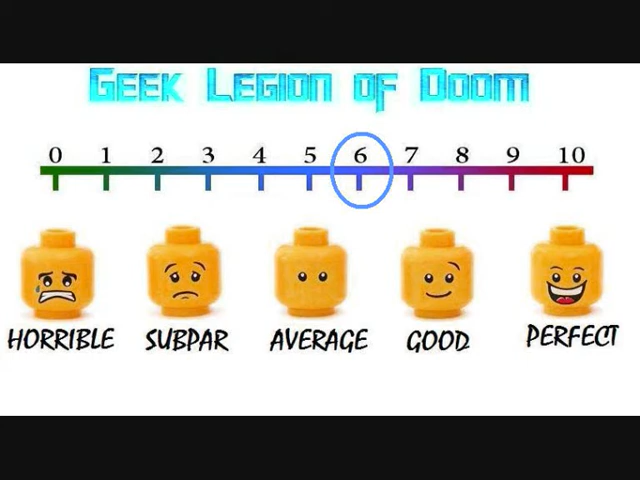 Geek Legion of Doom
0 1 2 3 4 5 6 7 8 9 10
HORRIBLE SUBPAR AVERAGE GOOD PERFECT